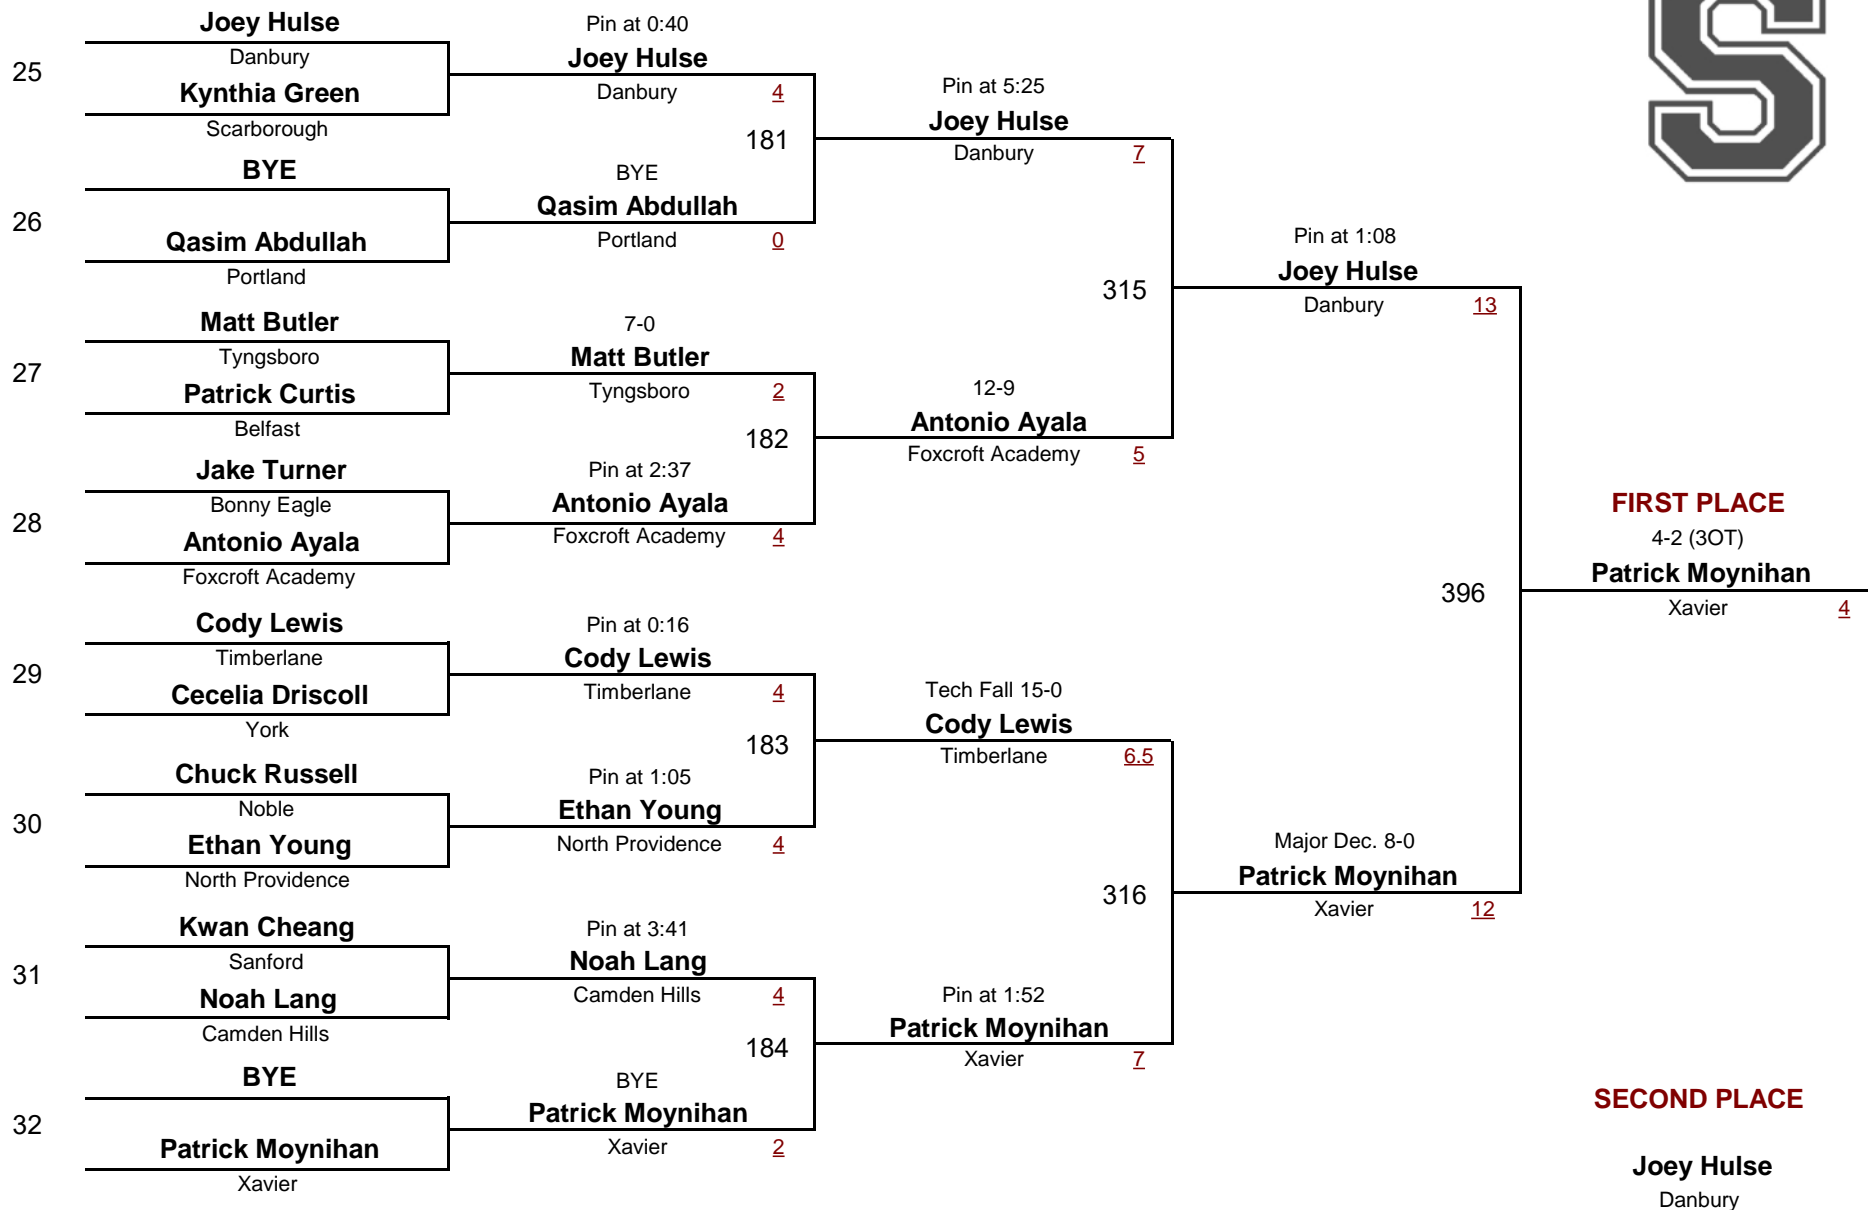 Joey Hulse
Danbury
25
Kynthia Green
Scarborough
BYE
26
Qasim Abdullah
Portland
Matt Butler
Tyngsboro
27
Patrick Curtis
Belfast
Jake Turner
Bonny Eagle
28
Antonio Ayala
Foxcroft Academy
Cody Lewis
Timberlane
29
Cecelia Driscoll
York
Chuck Russell
Noble
30
Ethan Young
North Providence
Kwan Cheang
Sanford
31
Noah Lang
Camden Hills
BYE
32
Patrick Moynihan
Xavier
Pin at 0:40
Joey Hulse
Danbury 4
181
BYE
Qasim Abdullah
Portland 0
7-0
Matt Butler
Tyngsboro 2
182
Pin at 2:37
Antonio Ayala
Foxcroft Academy 4
Pin at 0:16
Cody Lewis
Timberlane 4
183
Pin at 1:05
Ethan Young
North Providence 4
Pin at 3:41
Noah Lang
Camden Hills 4
184
BYE
Patrick Moynihan
Xavier 2
Pin at 5:25
Joey Hulse
Danbury 7
315
12-9
Antonio Ayala
Foxcroft Academy 5
Tech Fall 15-0
Cody Lewis
Timberlane 6.5
316
Pin at 1:52
Patrick Moynihan
Xavier 7
Pin at 1:08
Joey Hulse
Danbury 13
396
Major Dec. 8-0
Patrick Moynihan
Xavier 12
S
FIRST PLACE
4-2 (3OT)
Patrick Moynihan
Xavier 4
SECOND PLACE
Joey Hulse
Danbury